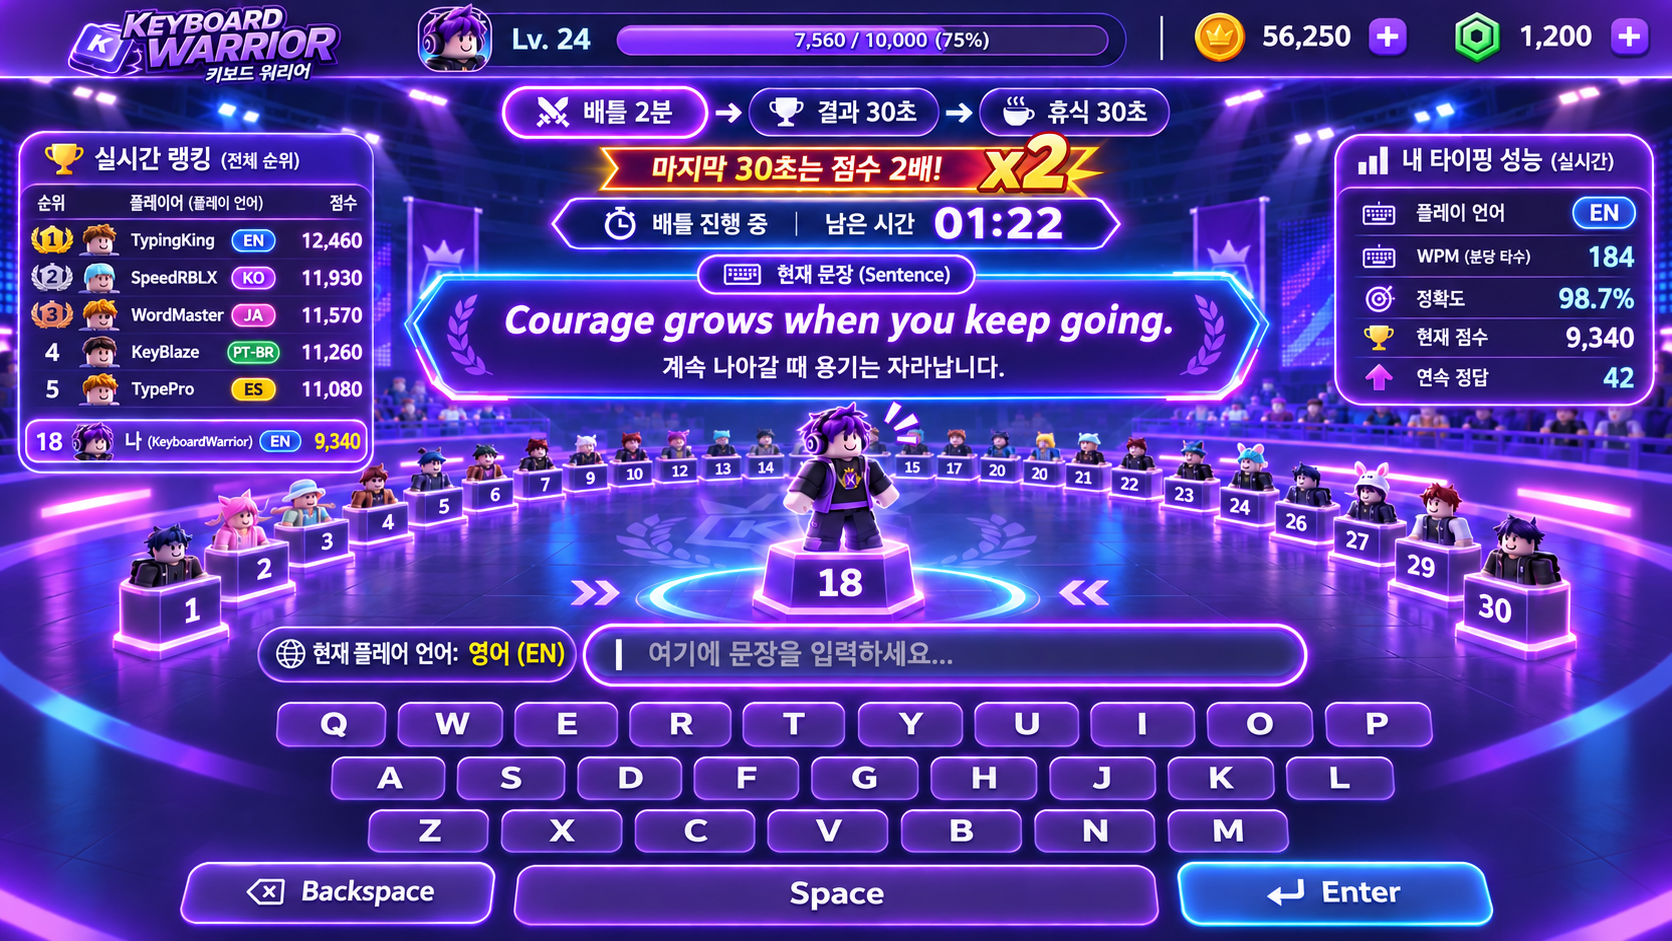 KEYBOARD
WARRIOR
키보드 워리어
Lv. 24
7,560 / 10,000 (75%)
56,250 +
1,200 +
배틀 2분
결과 30초
휴식 30초
마지막 30초는 점수 2배! x2
배틀 진행 중 | 남은 시간 01:22
실시간 랭킹 (전체 순위)
순위 플레이어 (플레이 언어) 점수
1 TypingKing EN 12,460
2 SpeedRBLX KO 11,930
3 WordMaster JA 11,570
4 KeyBlaze PT-BR 11,260
5 TypePro ES 11,080
18 나 (KeyboardWarrior) EN 9,340
현재 문장 (Sentence)
Courage grows when you keep going.
계속 나아갈 때 용기는 자라납니다.
내 타이핑 성능 (실시간)
플레이 언어 EN
WPM (분당 타수) 184
정확도 98.7%
현재 점수 9,340
연속 정답 42
1 2 3 4 5 6 7 9 10 12 13 14 15 17 20 20 21 22 23 24 26 27 29 30
18
현재 플레이어 언어: 영어 (EN)
여기에 문장을 입력하세요...
Q W E R T Y U I O P
A S D F G H J K L
Z X C V B N M
Backspace Space Enter